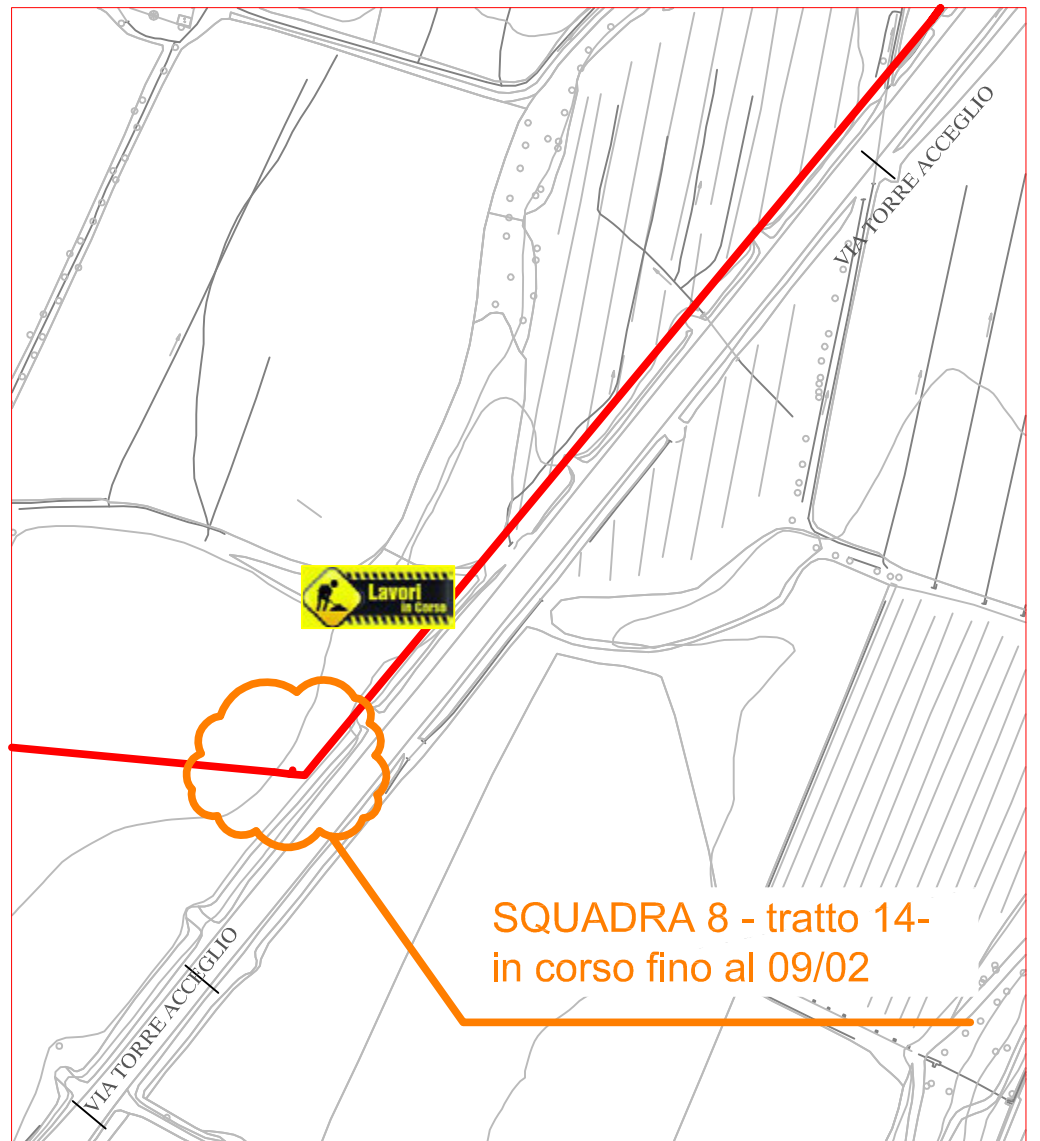 VIA TORRE ACCEGLIO
Lavori
in Corso
SQUADRA 8 - tratto 14-
in corso fino al 09/02
VIA TORRE ACCEGLIO